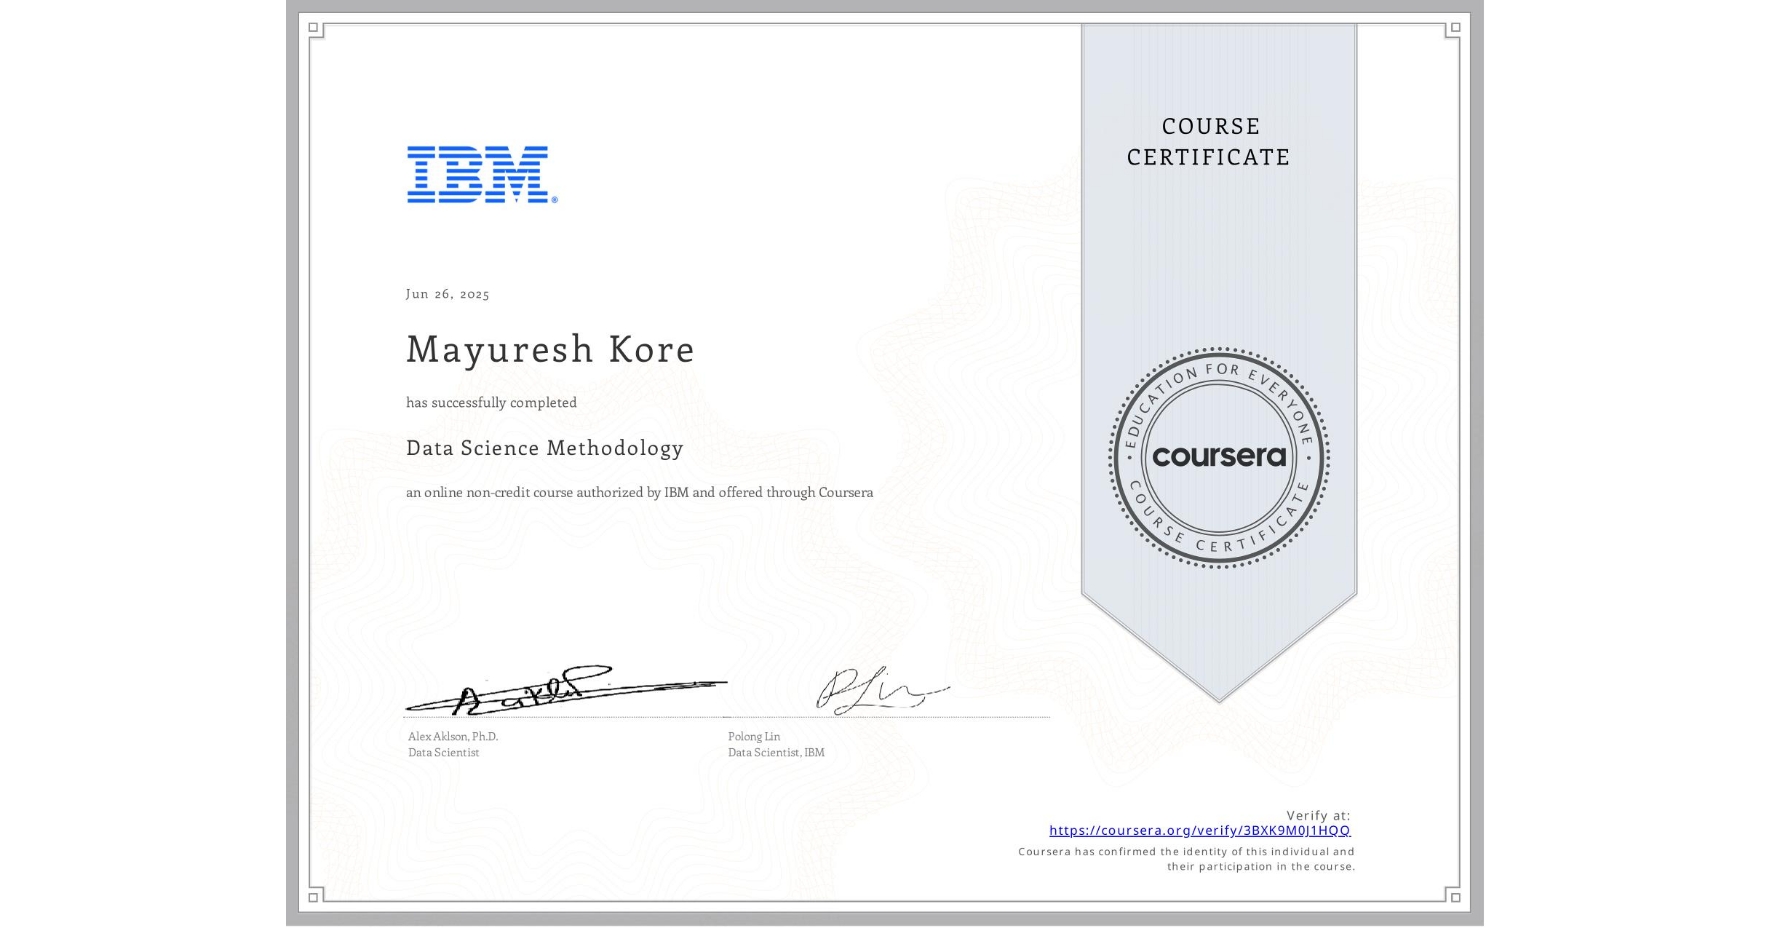 COURSE
CERTIFICATE
IBM®
Jun 26, 2025
Mayuresh Kore
has successfully completed
Data Science Methodology
an online non-credit course authorized by IBM and offered through Coursera
EDUCATION FOR EVERYONE
coursera
COURSE CERTIFICATE
Alex Aklson, Ph.D.
Data Scientist
Polong Lin
Data Scientist, IBM
Verify at:
https://coursera.org/verify/3BXK9M0J1HQQ
Coursera has confirmed the identity of this individual and
their participation in the course.